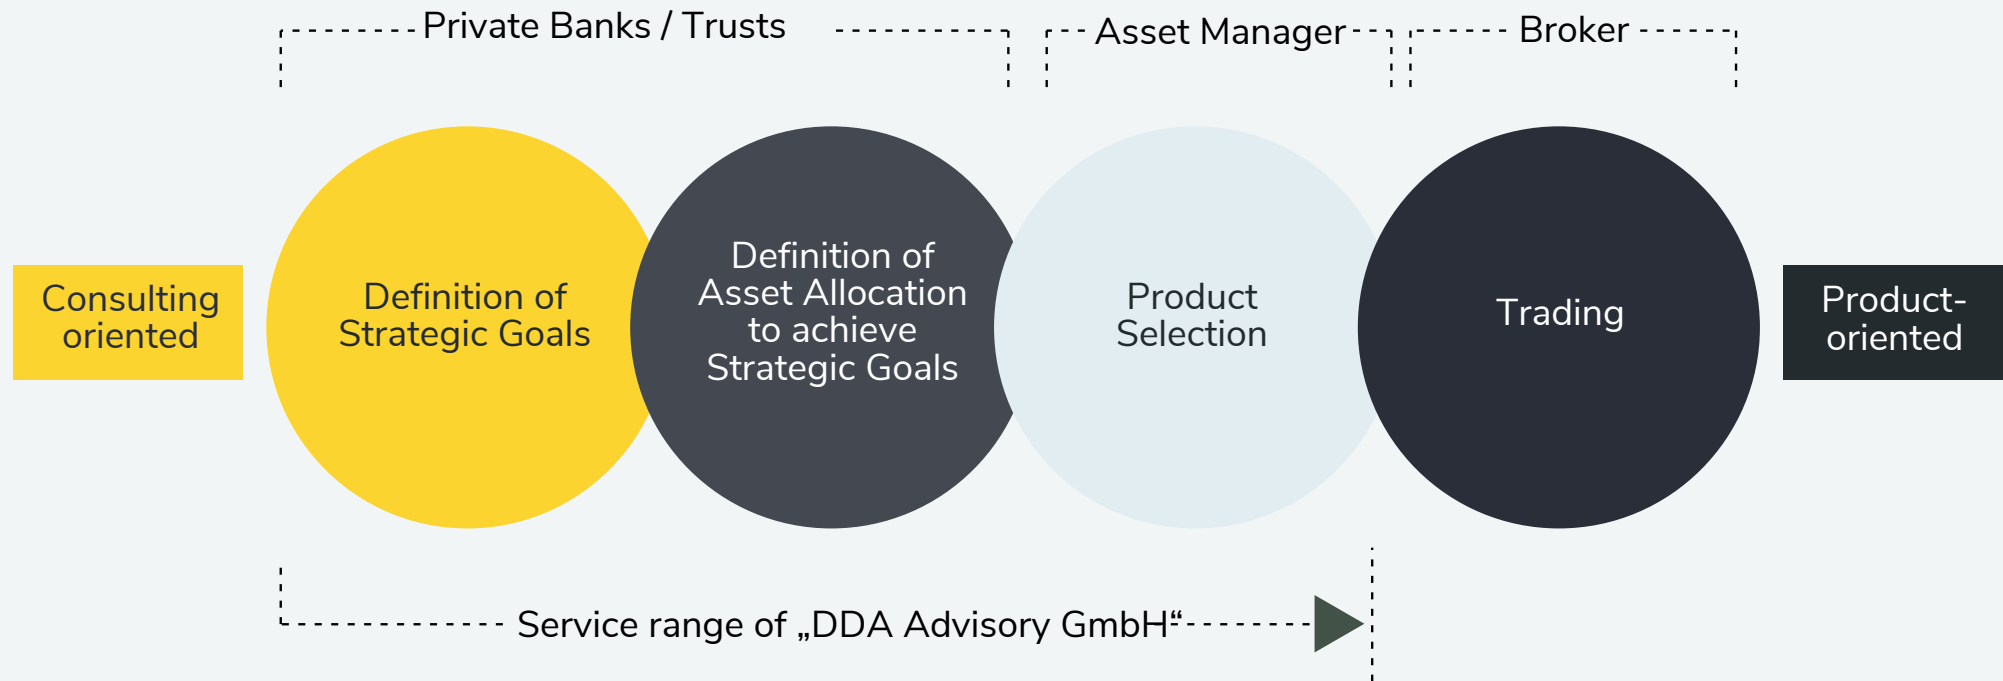 Private Banks / Trusts
Asset Manager
Broker
Consulting
oriented
Definition of
Strategic Goals
Definition of
Asset Allocation
to achieve
Strategic Goals
Product
Selection
Trading
Product-
oriented
Service range of „DDA Advisory GmbH“